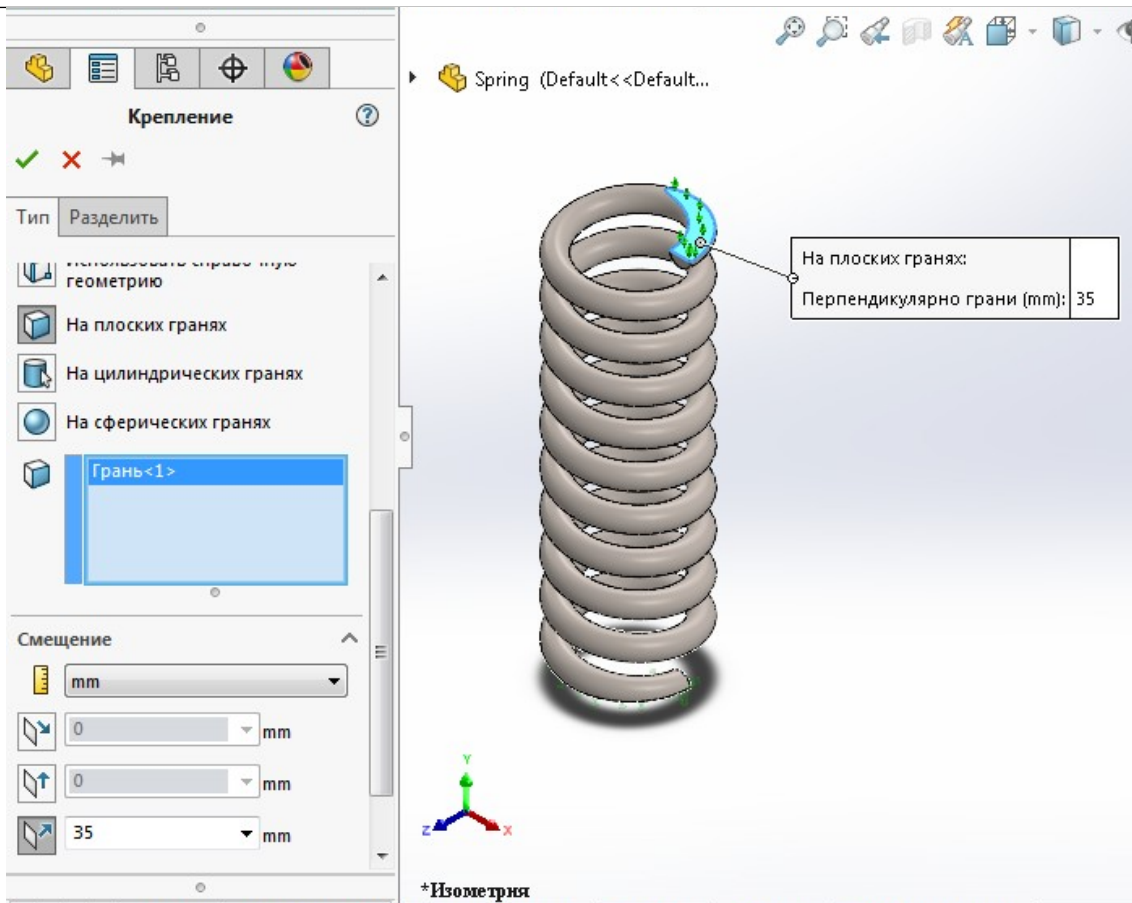 Крепление
Тип
Разделить
геометрию
На плоских гранях
На цилиндрических гранях
На сферических гранях
Грань<1>
Смещение
mm
0 mm
0 mm
35 mm
Spring (Default<<Default...
На плоских гранях:
Перпендикулярно грани (mm): 35
Y
Z
X
*Изометрия